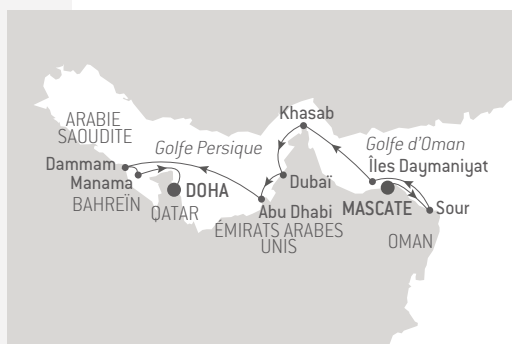 Khasab
ARABIE
SAOUDITE
Golfe Persique
Golfe d'Oman
Îles Daymaniyat
Dammam
Manama
BAHREÏN
DOHA
QATAR
Dubaï
Abu Dhabi
ÉMIRATS ARABES
UNIS
MASCATE
Sour
OMAN